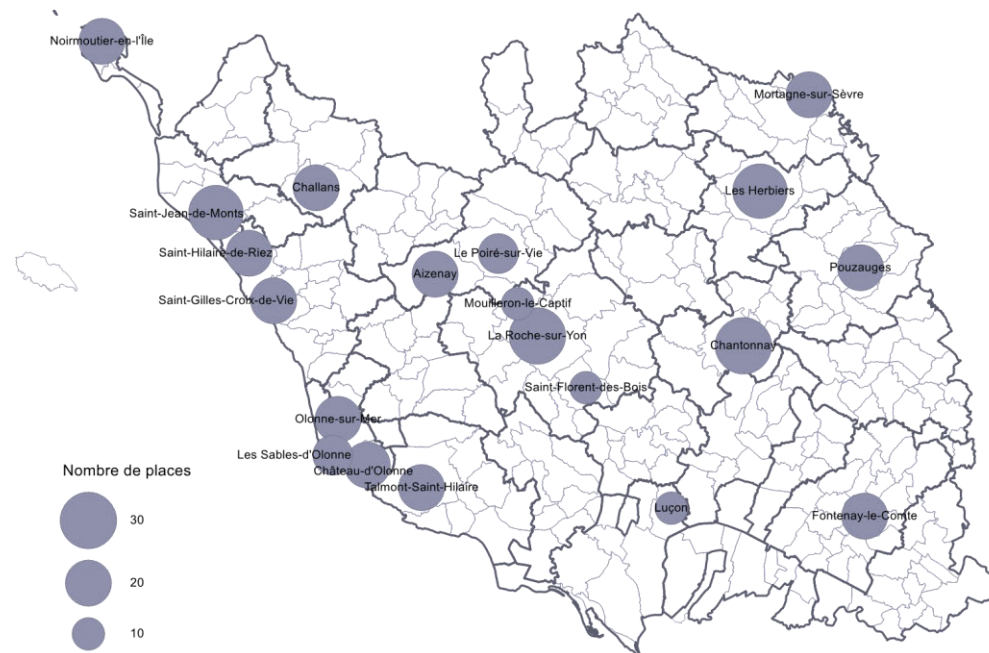 Noirmoutier-en-l'Île
Mortagne-sur-Sèvre
Challans
Les Herbiers
Saint-Jean-de-Monts
Saint-Hilaire-de-Riez
Le Poiré-sur-Vie
Aizenay
Pouzauges
Saint-Gilles-Croix-de-Vie
Mouilleron-le-Captif
La Roche-sur-Yon
Chantonnay
Saint-Florent-des-Bois
Olonne-sur-Mer
Les Sables-d'Olonne
Château-d'Olonne
Talmont-Saint-Hilaire
Luçon
Fontenay-le-Comte
Nombre de places
30
20
10